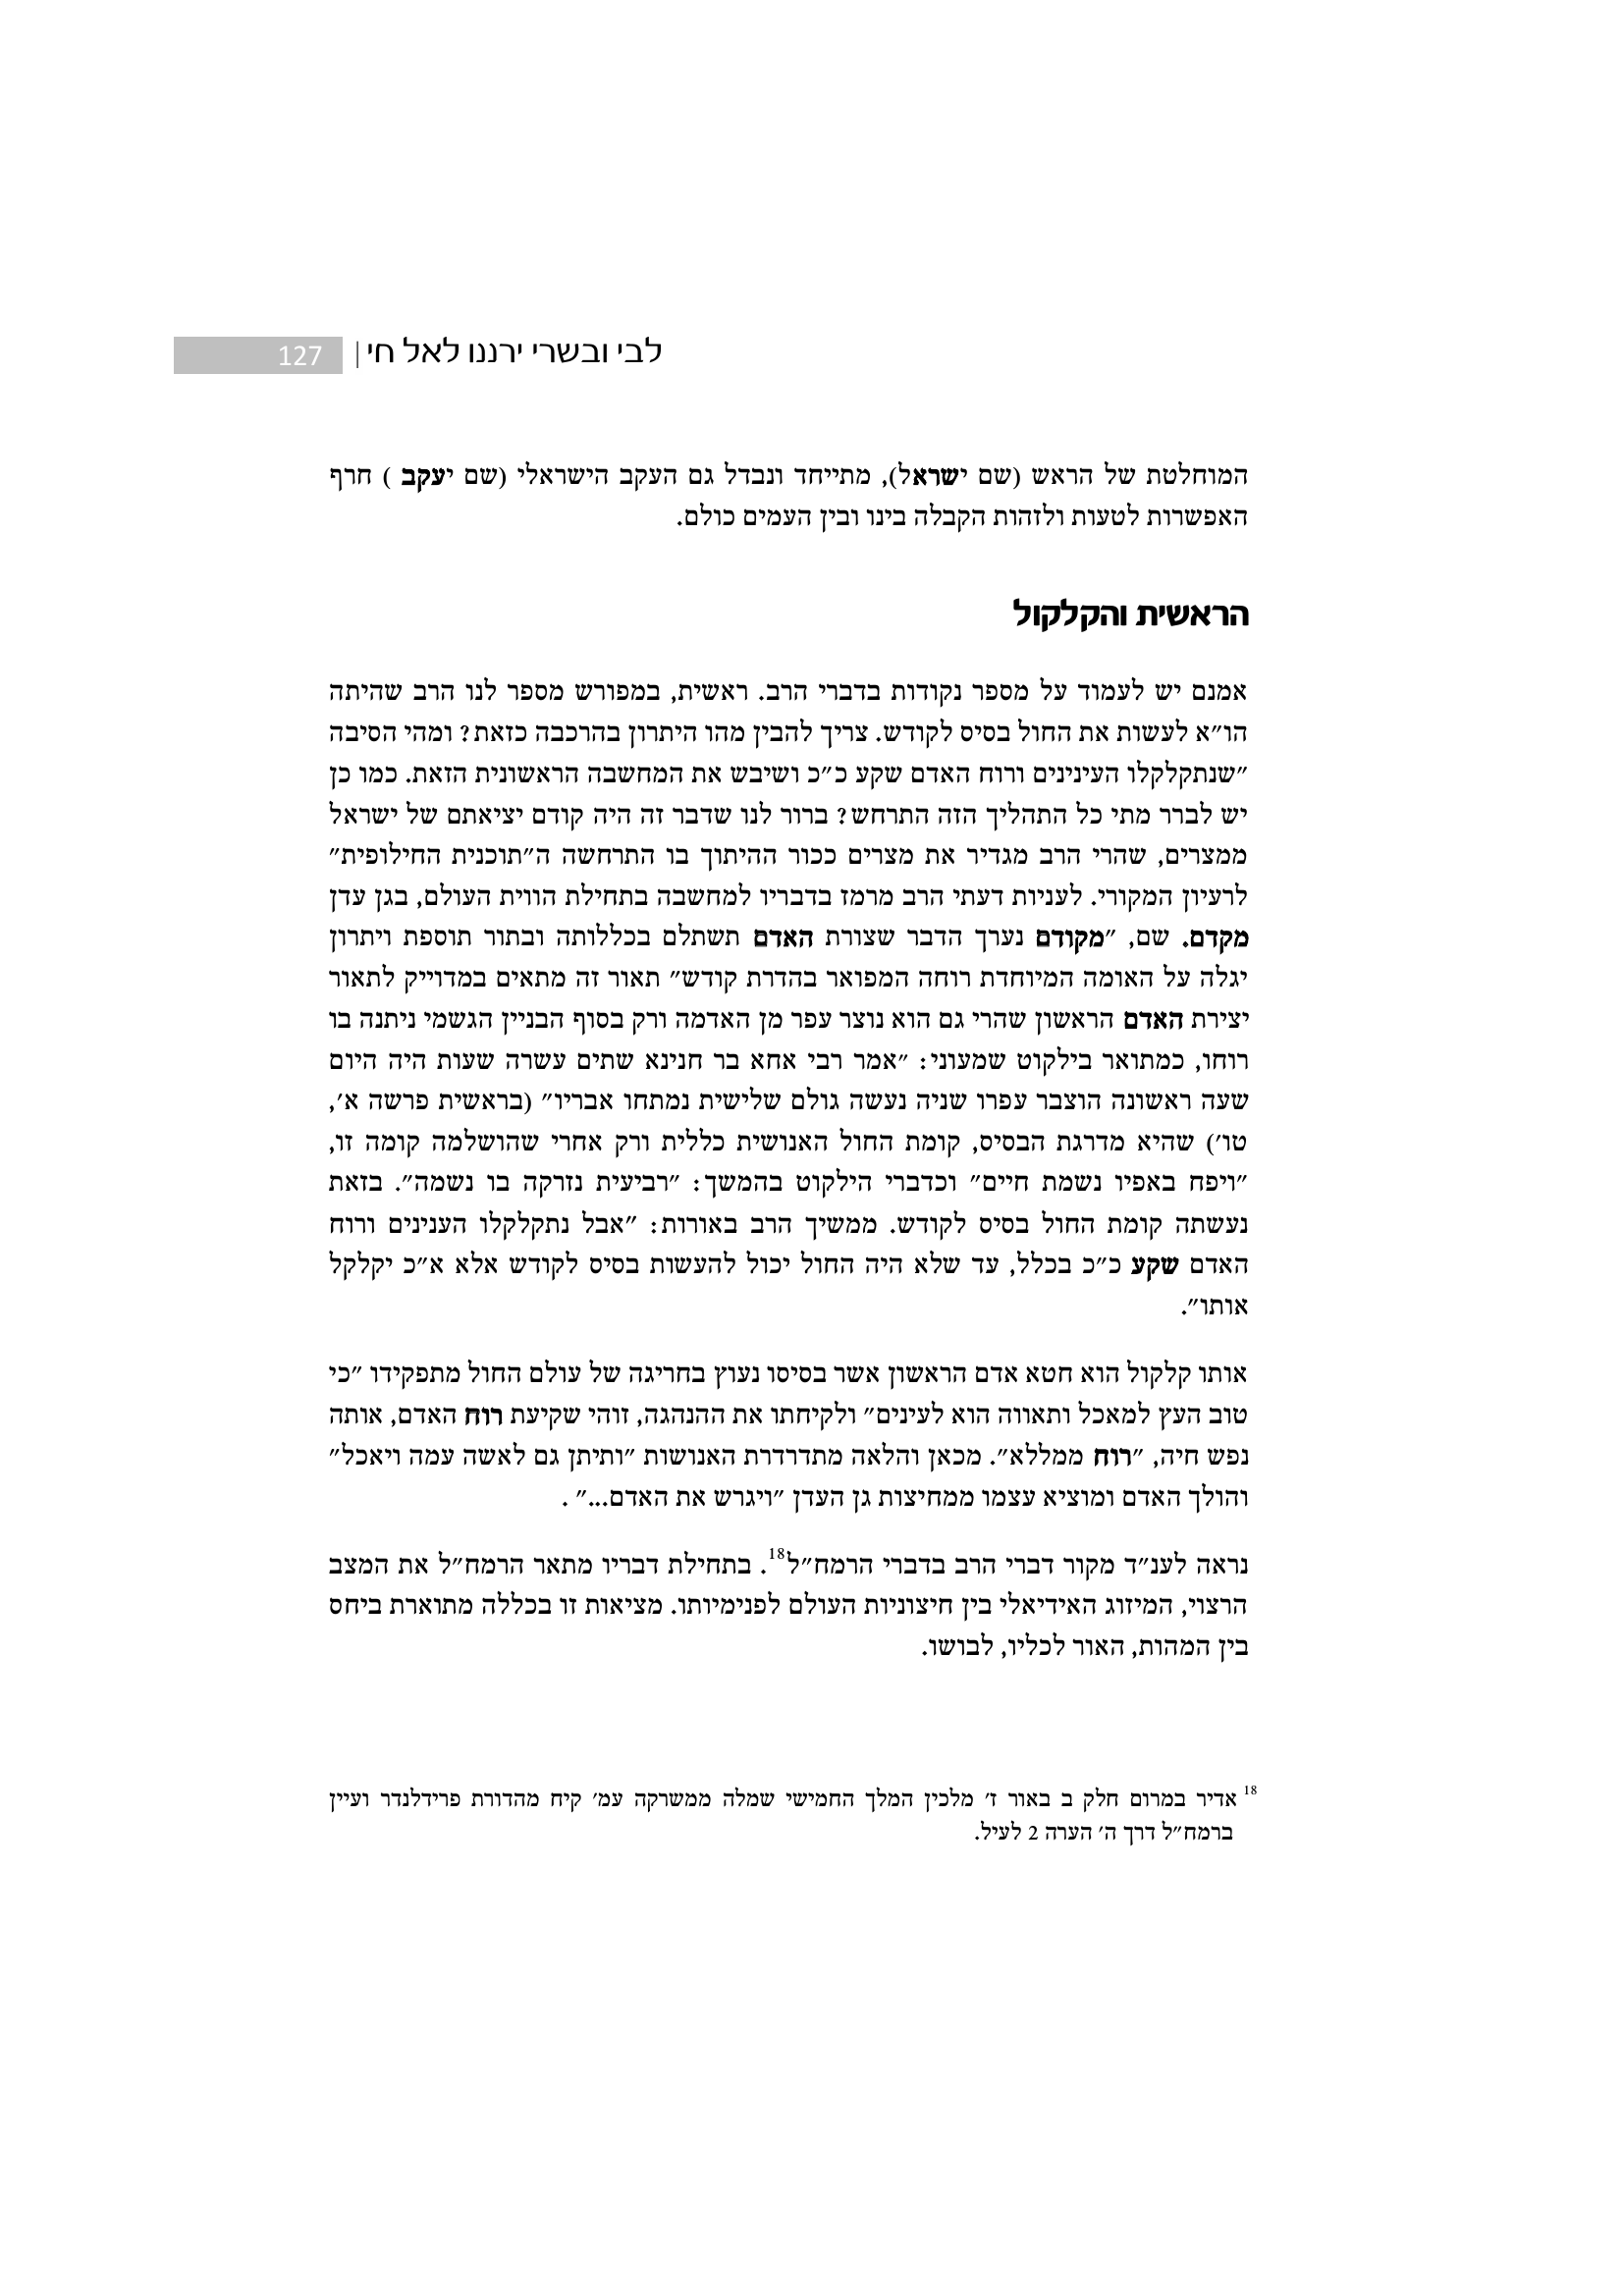 לבי ובשרי ירננו לאל חי | 127
המוחלטת של הראש (שם ישראל), מתייחד ונבדל גם העקב הישראלי (שם יעקב ) חרף
האפשרות לטעות ולזהות הקבלה בינו ובין העמים כולם.
הראשית והקלקול
אמנם יש לעמוד על מספר נקודות בדברי הרב. ראשית, במפורש מספר לנו הרב שהיתה
הו״א לעשות את החול בסיס לקודש. צריך להבין מהו היתרון בהרכבה כזאת? ומהי הסיבה
״שנתקלקלו העינינים ורוח האדם שקע כ״כ ושיבש את המחשבה הראשונית הזאת. כמו כן
יש לברר מתי כל התהליך הזה התרחש? ברור לנו שדבר זה היה קודם יציאתם של ישראל
ממצרים, שהרי הרב מגדיר את מצרים ככור ההיתוך בו התרחשה ה״תוכנית החילופית״
לרעיון המקורי. לעניות דעתי הרב מרמז בדבריו למחשבה בתחילת הווית העולם, בגן עדן
מקדם. שם, ״מקודם נערך הדבר שצורת האדם תשתלם בכללותה ובתור תוספת ויתרון
יגלה על האומה המיוחדת רוחה המפואר בהדרת קודש״ תאור זה מתאים במדוייק לתאור
יצירת האדם הראשון שהרי גם הוא נוצר עפר מן האדמה ורק בסוף הבניין הגשמי ניתנה בו
רוחו, כמתואר בילקוט שמעוני: ״אמר רבי אחא בר חנינא שתים עשרה שעות היה היום
שעה ראשונה הוצבר עפרו שניה נעשה גולם שלישית נמתחו אבריו״ (בראשית פרשה א׳,
טו׳) שהיא מדרגת הבסיס, קומת החול האנושית כללית ורק אחרי שהושלמה קומה זו,
״ויפח באפיו נשמת חיים״ וכדברי הילקוט בהמשך: ״רביעית נזרקה בו נשמה״. בזאת
נעשתה קומת החול בסיס לקודש. ממשיך הרב באורות: ״אבל נתקלקלו הענינים ורוח
האדם שקע כ״כ בכלל, עד שלא היה החול יכול להעשות בסיס לקודש אלא א״כ יקלקל
אותו״.
אותו קלקול הוא חטא אדם הראשון אשר בסיסו נעוץ בחריגה של עולם החול מתפקידו ״כי
טוב העץ למאכל ותאווה הוא לעינים״ ולקיחתו את ההנהגה, זוהי שקיעת רוח האדם, אותה
נפש חיה, ״רוח ממללא״. מכאן והלאה מתדרדרת האנושות ״ותיתן גם לאשה עמה ויאכל״
והולך האדם ומוציא עצמו ממחיצות גן העדן ״ויגרש את האדם...״ .
נראה לענ״ד מקור דברי הרב בדברי הרמח״ל18. בתחילת דבריו מתאר הרמח״ל את המצב
הרצוי, המיזוג האידיאלי בין חיצוניות העולם לפנימיותו. מציאות זו בכללה מתוארת ביחס
בין המהות, האור לכליו, לבושו.
18 אדיר במרום חלק ב באור ז׳ מלכין המלך החמישי שמלה ממשרקה עמ׳ קיח מהדורת פרידלנדר ועיין
ברמח״ל דרך ה׳ הערה 2 לעיל.